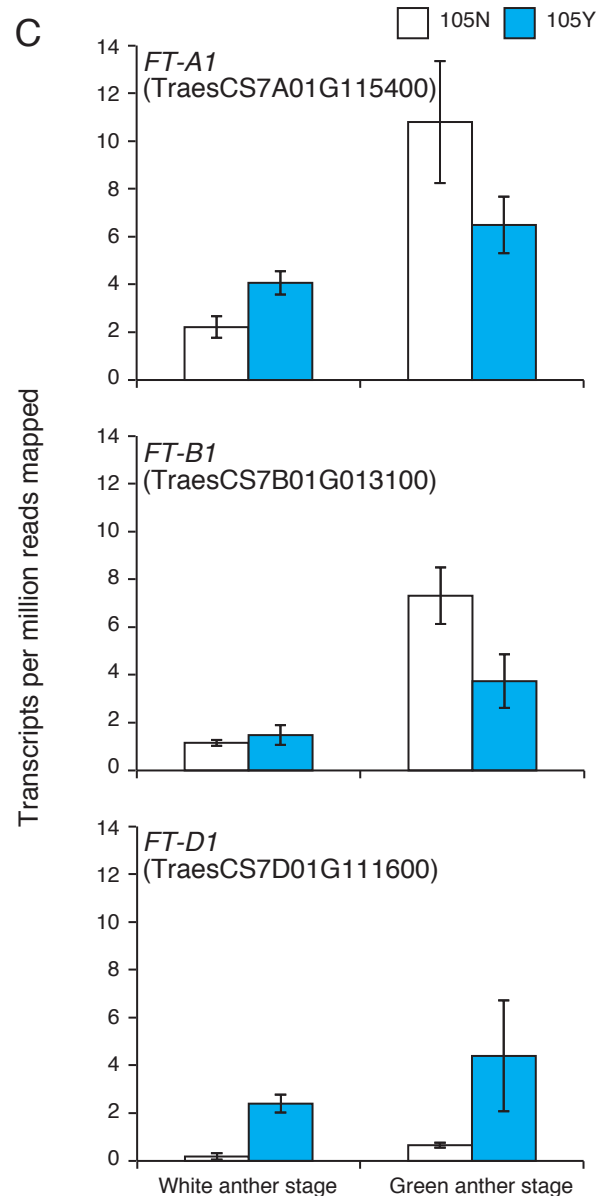 C
105N 105Y
Transcripts per million reads mapped
FT-A1
(TraesCS7A01G115400)
14
12
10
8
6
4
2
0
FT-B1
(TraesCS7B01G013100)
14
12
10
8
6
4
2
0
FT-D1
(TraesCS7D01G111600)
14
12
10
8
6
4
2
0
White anther stage Green anther stage